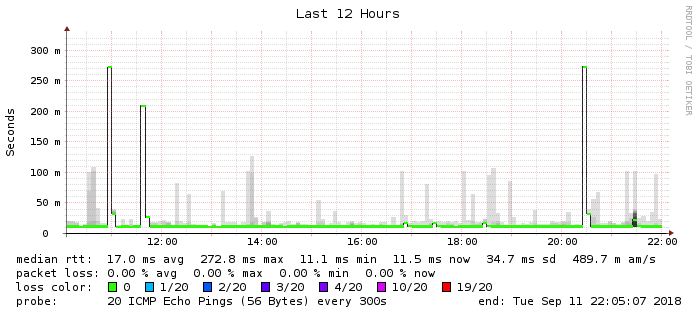 Last 12 Hours
RRDTOOL / TOBI OETIKER
Seconds
300 m
250 m
200 m
150 m
100 m
50 m
0
12:00 14:00 16:00 18:00 20:00 22:00
median rtt: 17.0 ms avg 272.8 ms max 11.1 ms min 11.5 ms now 34.7 ms sd 489.7 m am/s
packet loss: 0.00 % avg 0.00 % max 0.00 % min 0.00 % now
loss color: 0 1/20 2/20 3/20 4/20 10/20 19/20
probe: 20 ICMP Echo Pings (56 Bytes) every 300s end: Tue Sep 11 22:05:07 2018